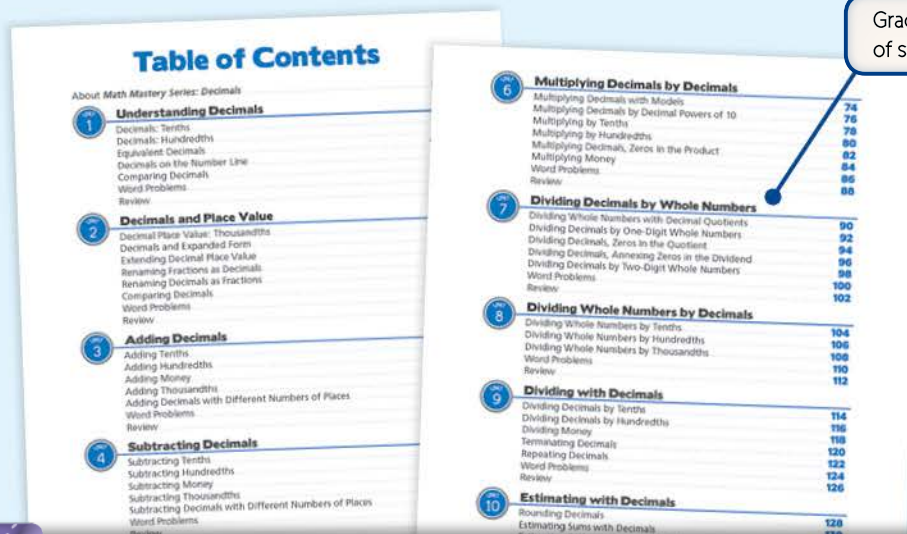 Grad
of s
Table of Contents
About Math Mastery Series: Decimals
UNIT 1
Understanding Decimals
Decimals: Tenths
Decimals: Hundredths
Equivalent Decimals
Decimals on the Number Line
Comparing Decimals
Word Problems
Review
UNIT 2
Decimals and Place Value
Decimal Place Value: Thousandths
Decimals and Expanded Form
Extending Decimal Place Value
Renaming Fractions as Decimals
Renaming Decimals as Fractions
Comparing Decimals
Word Problems
Review
UNIT 3
Adding Decimals
Adding Tenths
Adding Hundredths
Adding Money
Adding Thousandths
Adding Decimals with Different Numbers of Places
Word Problems
Review
UNIT 4
Subtracting Decimals
Subtracting Tenths
Subtracting Hundredths
Subtracting Money
Subtracting Thousandths
Subtracting Decimals with Different Numbers of Places
Word Problems
UNIT 6
Multiplying Decimals by Decimals
Multiplying Decimals with Models 74
Multiplying Decimals by Decimal Powers of 10 76
Multiplying by Tenths 78
Multiplying by Hundredths 80
Multiplying Decimals, Zeros in the Product 82
Multiplying Money 84
Word Problems 86
Review 88
UNIT 7
Dividing Decimals by Whole Numbers
Dividing Whole Numbers with Decimal Quotients 90
Dividing Decimals by One-Digit Whole Numbers 92
Dividing Decimals, Zeros in the Quotient 94
Dividing Decimals, Annexing Zeros in the Dividend 96
Dividing Decimals by Two-Digit Whole Numbers 98
Word Problems 100
Review 102
UNIT 8
Dividing Whole Numbers by Decimals
Dividing Whole Numbers by Tenths 104
Dividing Whole Numbers by Hundredths 106
Dividing Whole Numbers by Thousandths 108
Word Problems 110
Review 112
UNIT 9
Dividing with Decimals
Dividing Decimals by Tenths 114
Dividing Decimals by Hundredths 116
Dividing Money 118
Terminating Decimals 120
Repeating Decimals 122
Word Problems 124
Review 126
UNIT 10
Estimating with Decimals
Rounding Decimals 128
Estimating Sums with Decimals